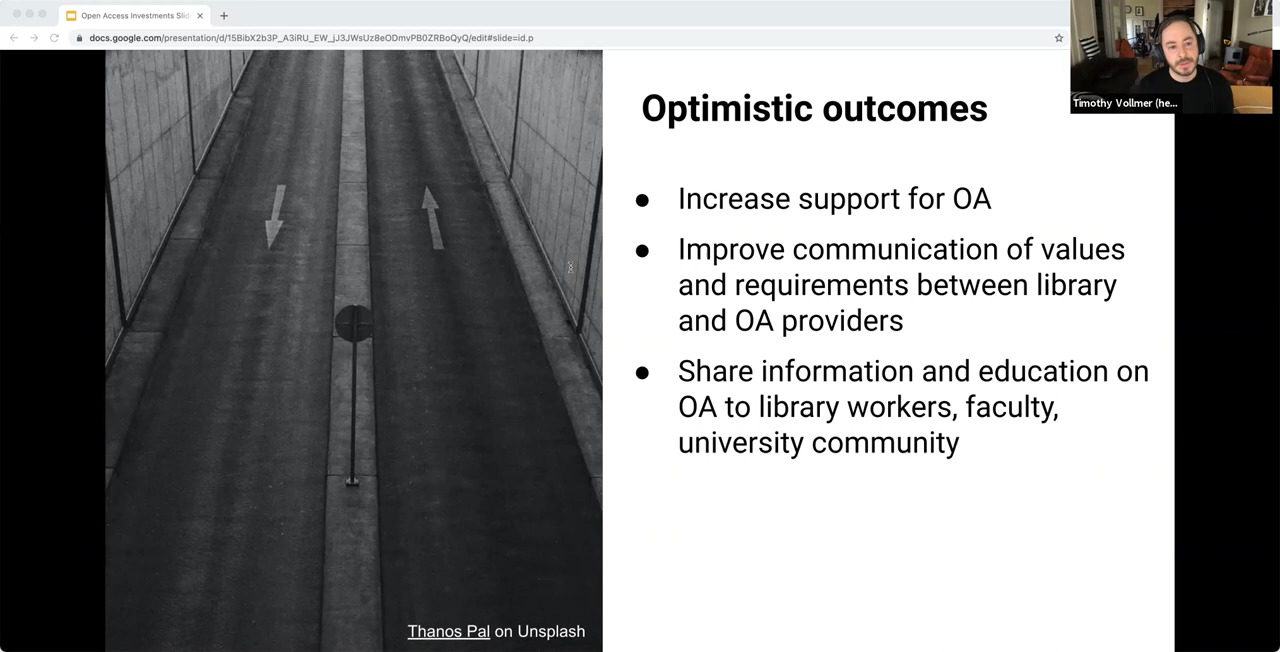 Open Access Investments Slid
docs.google.com/presentation/d/15BibX2b3P_A3iRU_EW_jJ3JWsUz8eODmvPB0ZRBoQyQ/edit#slide=id.p
Timothy Vollmer (he...
Optimistic outcomes
● Increase support for OA
● Improve communication of values
and requirements between library
and OA providers
● Share information and education on
OA to library workers, faculty,
university community
Thanos Pal on Unsplash